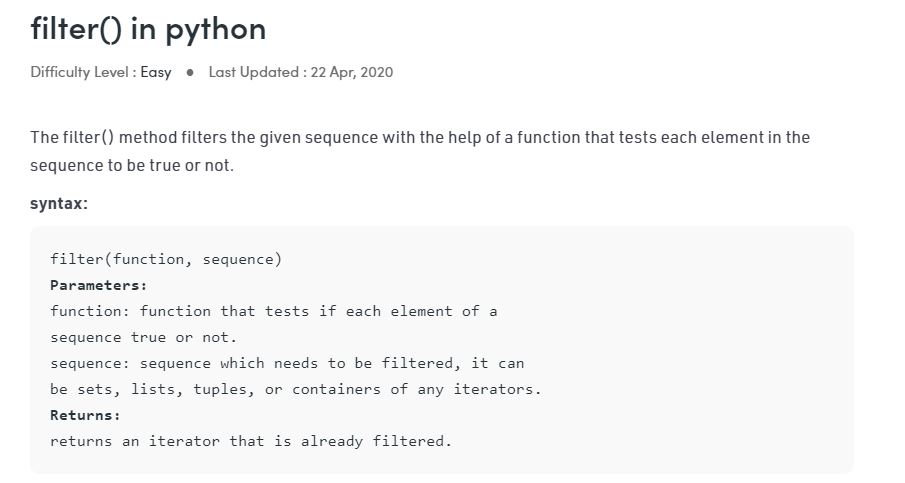 filter() in python
Difficulty Level : Easy ● Last Updated : 22 Apr, 2020
The filter() method filters the given sequence with the help of a function that tests each element in the
sequence to be true or not.
syntax:
filter(function, sequence)
Parameters:
function: function that tests if each element of a
sequence true or not.
sequence: sequence which needs to be filtered, it can
be sets, lists, tuples, or containers of any iterators.
Returns:
returns an iterator that is already filtered.